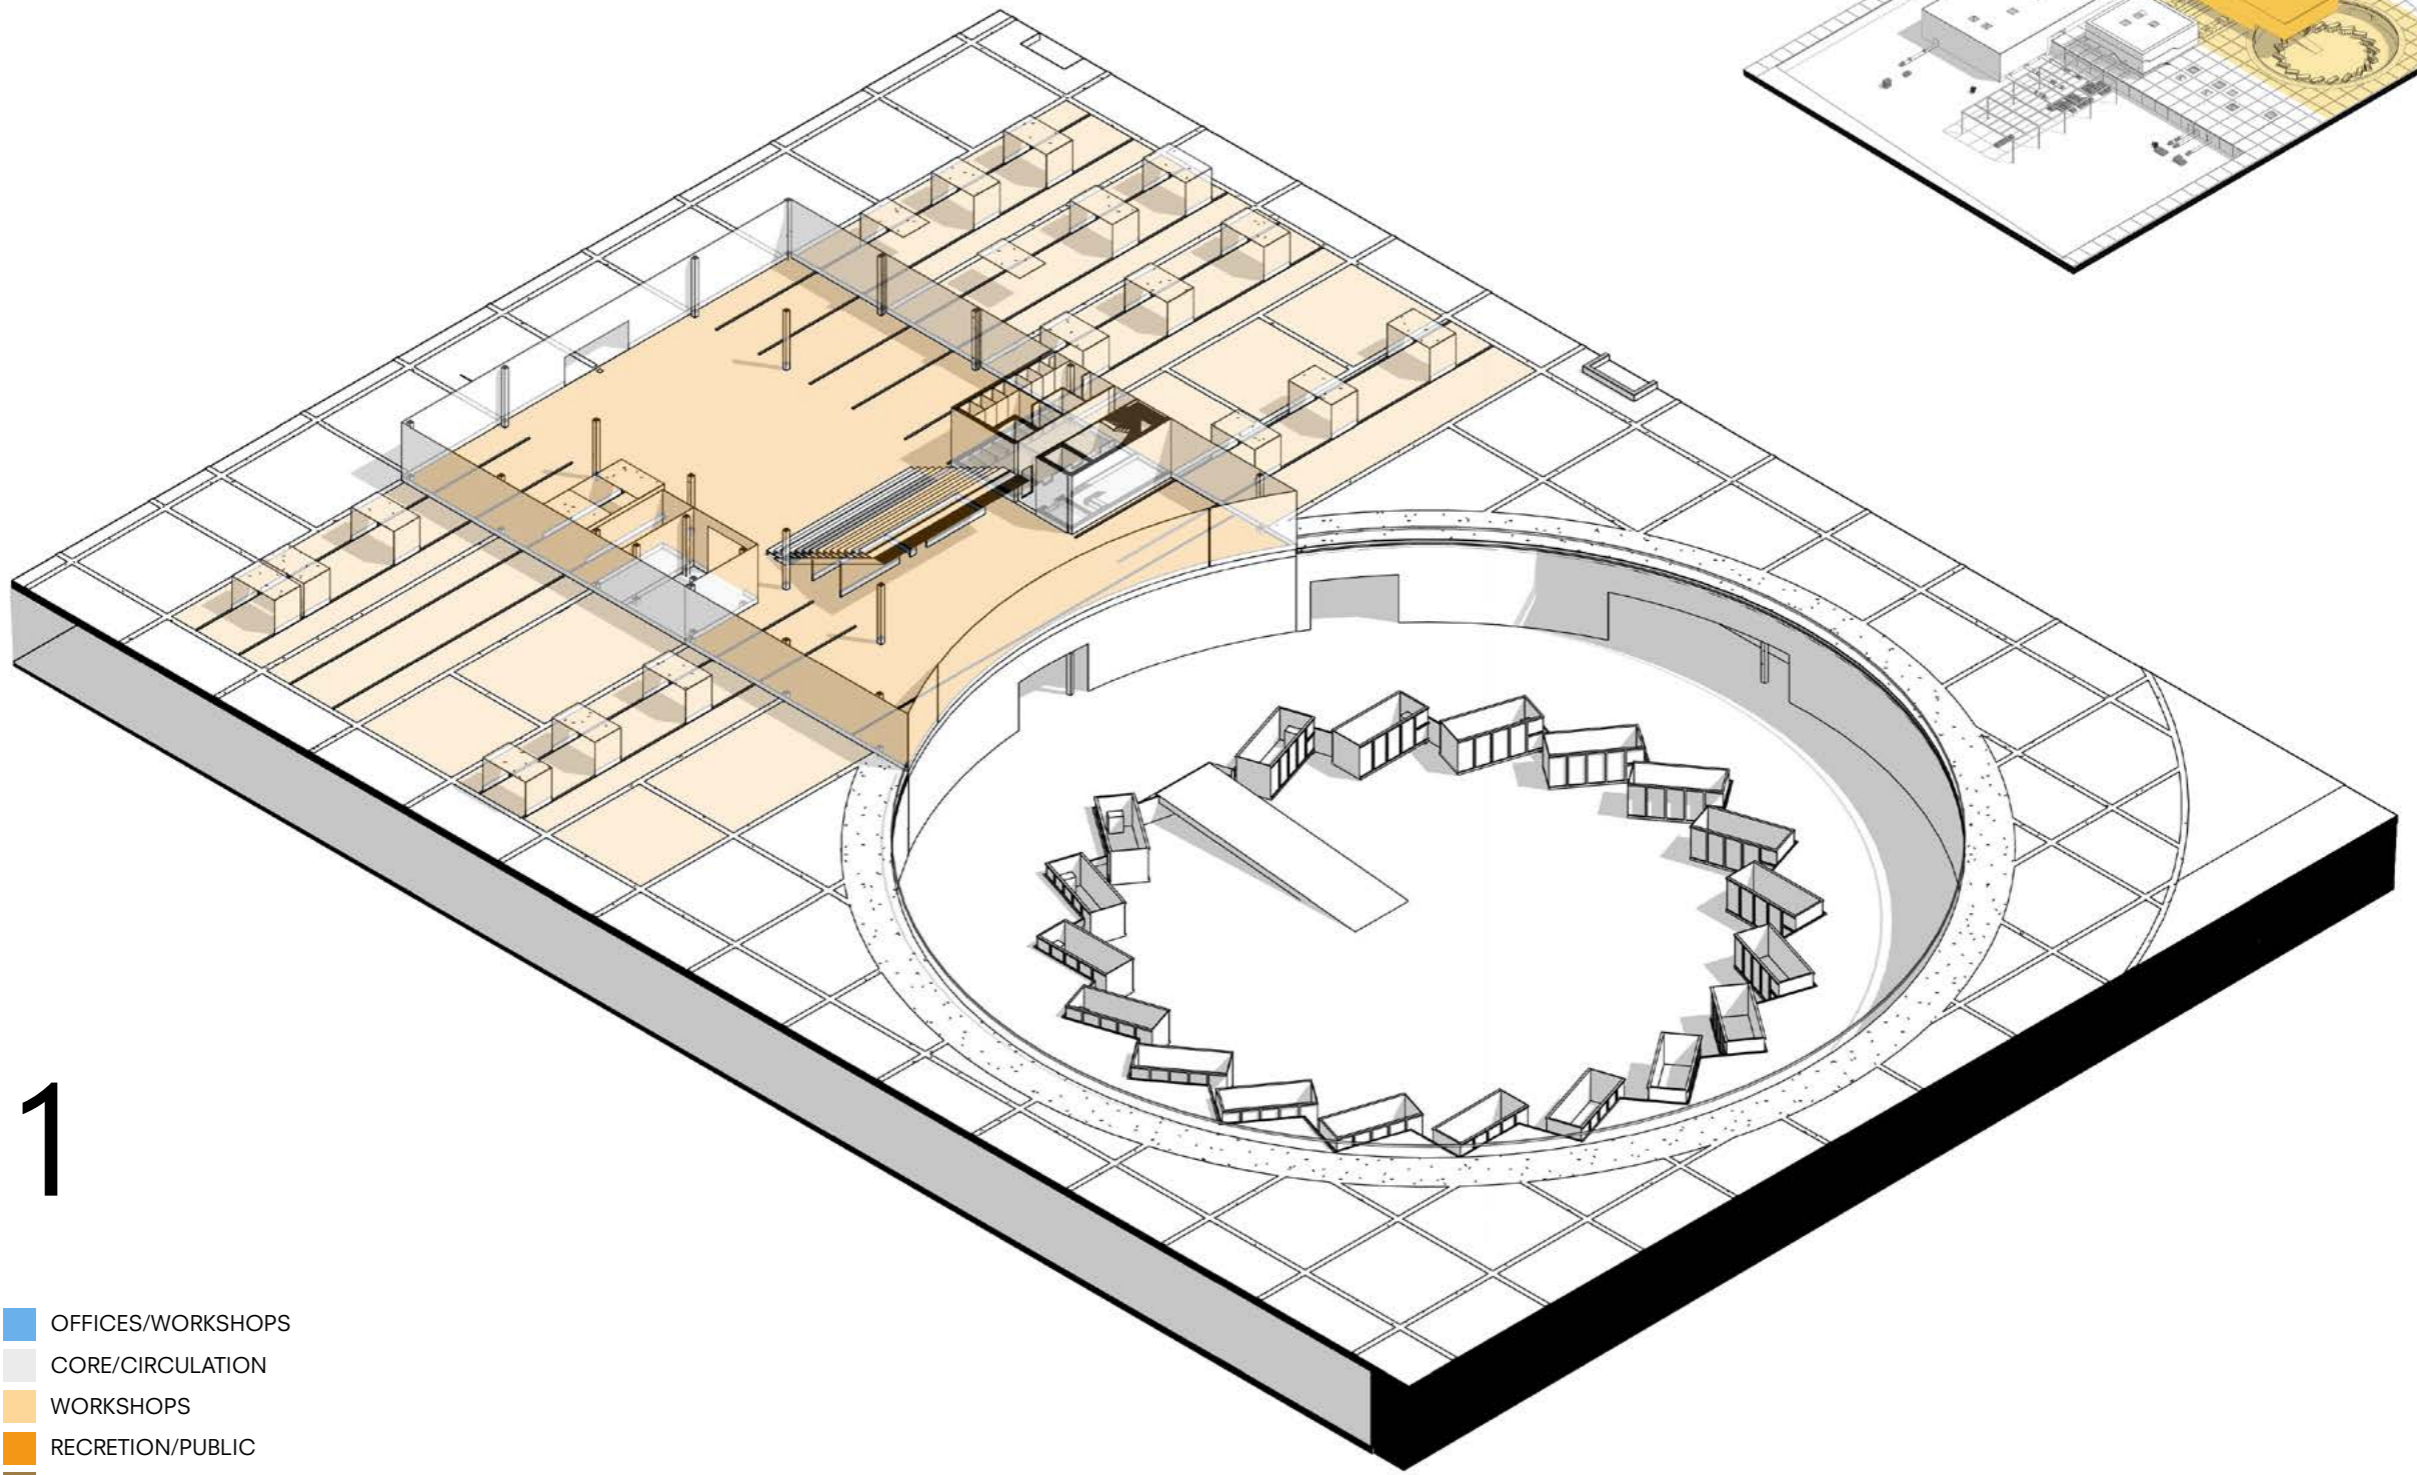 1
OFFICES/WORKSHOPS
CORE/CIRCULATION
WORKSHOPS
RECRETION/PUBLIC